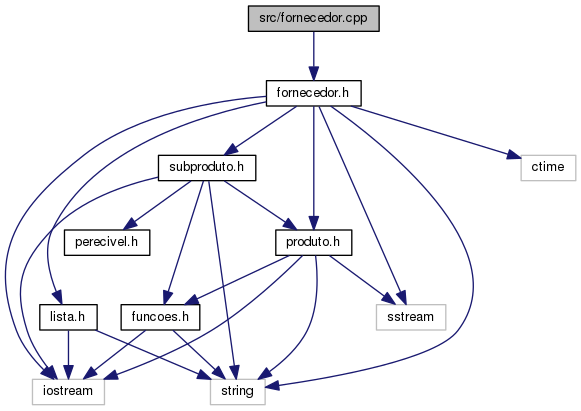 src/fornecedor.cpp
fornecedor.h
subproduto.h
ctime
perecivel.h
produto.h
lista.h
funcoes.h
sstream
iostream
string